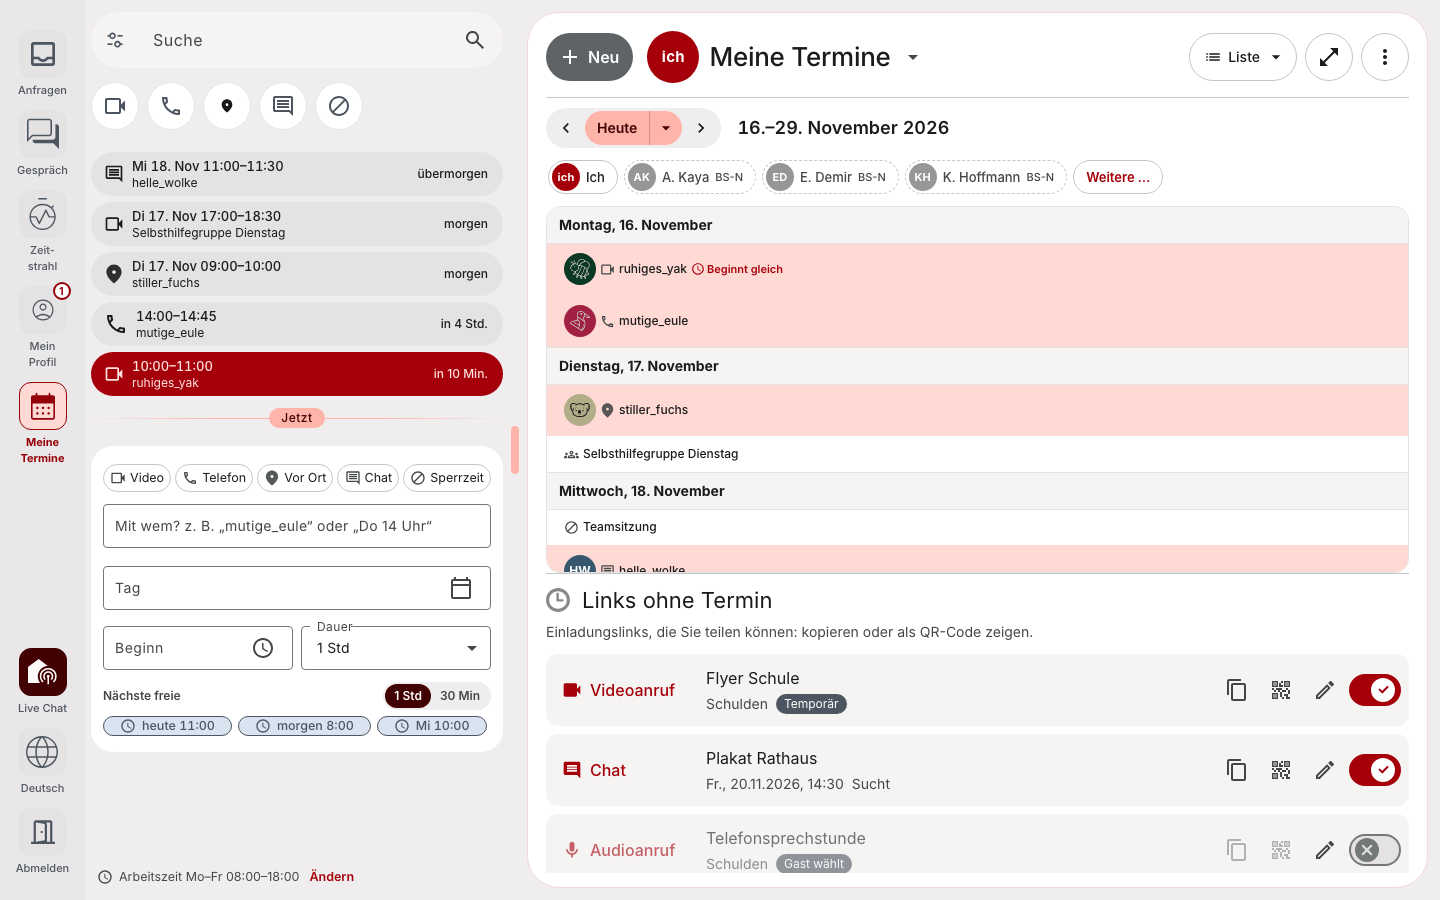 Anfragen
Gespräch
Zeit-
strahl
1
Mein
Profil
Meine
Termine
Live Chat
Deutsch
Abmelden
Suche
Mi 18. Nov 11:00–11:30
helle_wolke
übermorgen
Di 17. Nov 17:00–18:30
Selbsthilfegruppe Dienstag
morgen
Di 17. Nov 09:00–10:00
stiller_fuchs
morgen
14:00–14:45
mutige_eule
in 4 Std.
10:00–11:00
ruhiges_yak
in 10 Min.
Jetzt
Video Telefon Vor Ort Chat Sperrzeit
Mit wem? z. B. „mutige_eule“ oder „Do 14 Uhr“
Tag
Beginn
Dauer
1 Std
Nächste freie
1 Std 30 Min
heute 11:00 morgen 8:00 Mi 10:00
Arbeitszeit Mo–Fr 08:00–18:00 Ändern
Neu
ich Meine Termine
Liste
Heute
16.–29. November 2026
ich Ich
AK A. Kaya BS-N
ED E. Demir BS-N
KH K. Hoffmann BS-N
Weitere ...
Montag, 16. November
ruhiges_yak Beginnt gleich
mutige_eule
Dienstag, 17. November
stiller_fuchs
Selbsthilfegruppe Dienstag
Mittwoch, 18. November
Teamsitzung
HW helle_wolke
Links ohne Termin
Einladungslinks, die Sie teilen können: kopieren oder als QR-Code zeigen.
Videoanruf
Flyer Schule
Schulden Temporär
Chat
Plakat Rathaus
Fr., 20.11.2026, 14:30 Sucht
Audioanruf
Telefonsprechstunde
Schulden Gast wählt